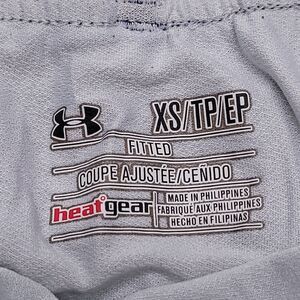 XS/TP/EP
FITTED
COUPE AJUSTÉE/CEÑIDO
heatgear
MADE IN PHILIPPINES
FABRIQUÉ AUX PHILIPPINES
HECHO EN FILIPINAS